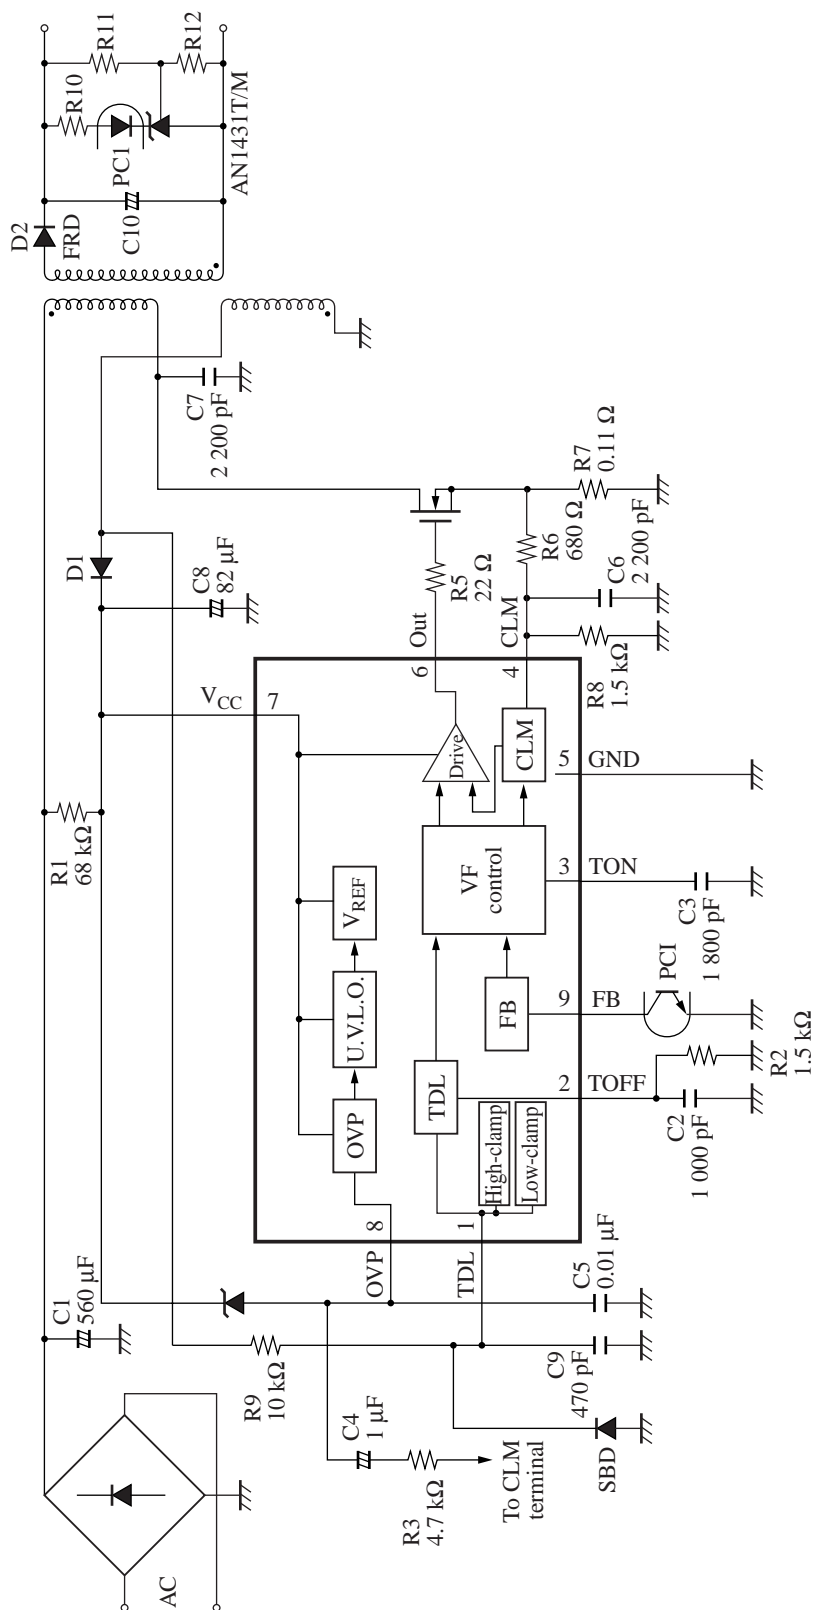 AC
C1
560 µF
R1
68 kΩ
D1
C8
82 µF
C7
2 200 pF
D2
FRD
C10
PC1
R10
R11
R12
AN1431T/M
R9
10 kΩ
C4
1 µF
R3
4.7 kΩ
To CLM
terminal
SBD
C9
470 pF
C5
0.01 µF
OVP
8
TDL
1
VCC
7
Out
6
CLM
4
OVP
U.V.L.O.
VREF
TDL
High-clamp
Low-clamp
FB
VF
control
Drive
CLM
2
TOFF
9
FB
3
TON
5
GND
R5
22 Ω
R6
680 Ω
R7
0.11 Ω
C6
2 200 pF
R8
1.5 kΩ
C2
1 000 pF
R2
1.5 kΩ
PCI
C3
1 800 pF